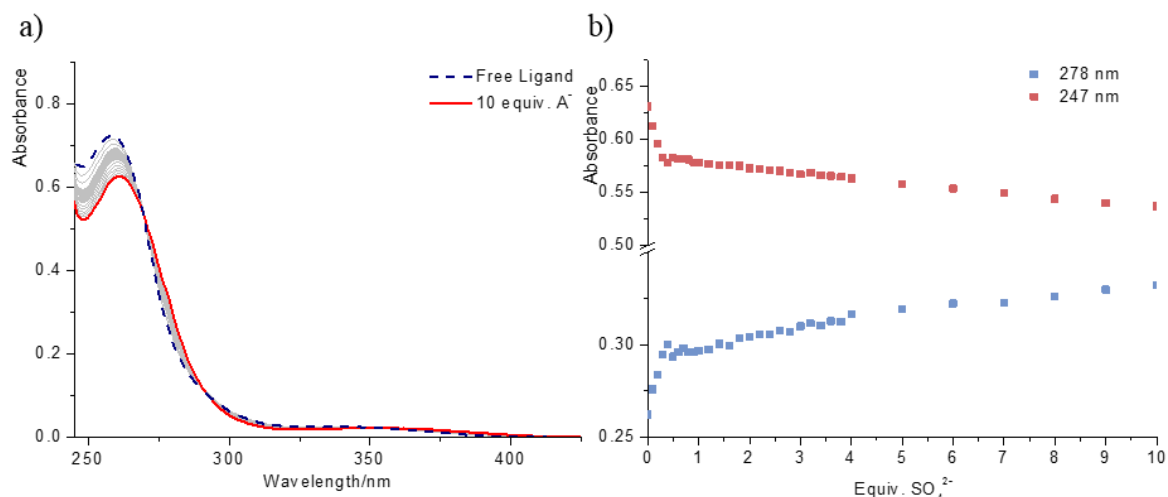 a)
Absorbance
0.8
0.6
0.4
0.2
0.0
250
300
350
400
Wavelength/nm
Free Ligand
10 equiv. A⁻
b)
Absorbance
0.65
0.60
0.55
0.50
0.30
0.25
0
1
2
3
4
5
6
7
8
9
10
Equiv. SO₄²⁻
278 nm
247 nm